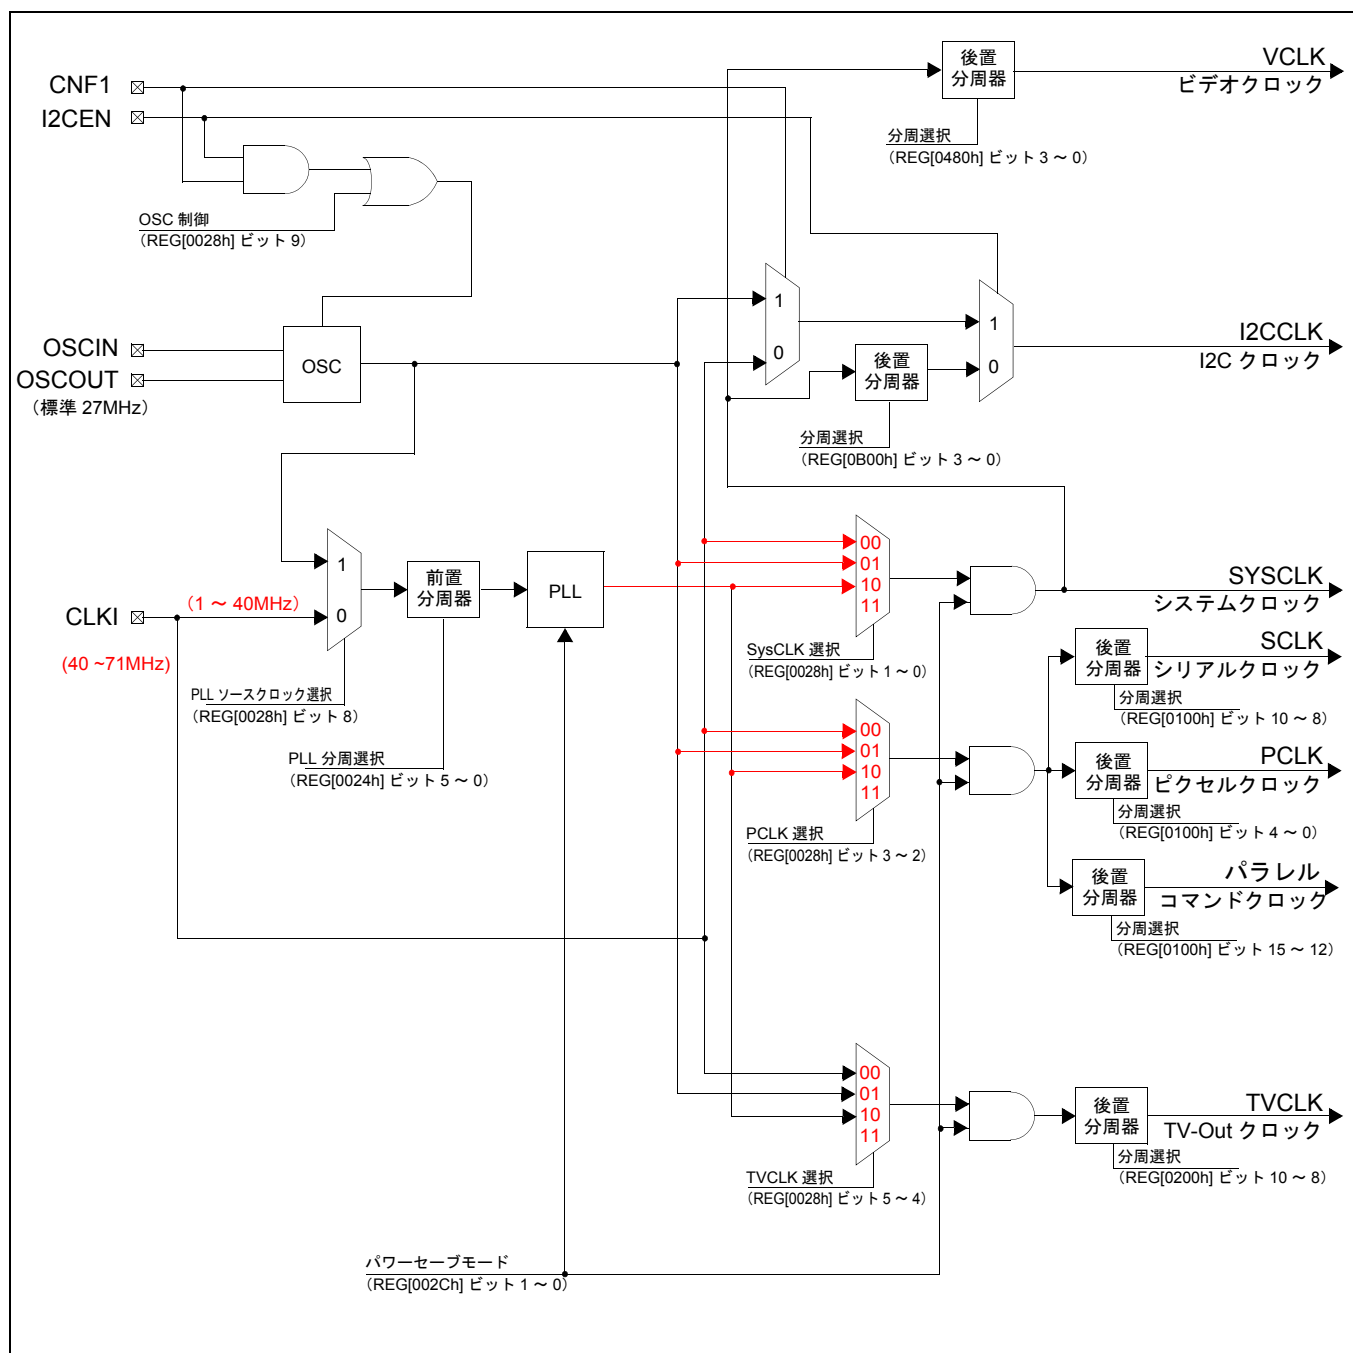 CNF1
I2CEN
後置
分周器
VCLK
ビデオクロック
分周選択
（REG[0480h] ビット 3 ～ 0）
OSC 制御
（REG[0028h] ビット 9）
1
0
1
0
OSCIN
OSCOUT
（標準 27MHz）
OSC
後置
分周器
I2CCLK
I2C クロック
分周選択
（REG[0B00h] ビット 3 ～ 0）
CLKI
（1 ～ 40MHz）
(40 ~71MHz)
1
0
前置
分周器
PLL
PLL ソースクロック選択
（REG[0028h] ビット 8）
PLL 分周選択
（REG[0024h] ビット 5 ～ 0）
00
01
10
11
SysCLK 選択
（REG[0028h] ビット 1 ～ 0）
SYSCLK
システムクロック
後置
分周器
SCLK
シリアルクロック
分周選択
（REG[0100h] ビット 10 ～ 8）
00
01
10
11
PCLK 選択
（REG[0028h] ビット 3 ～ 2）
後置
分周器
PCLK
ピクセルクロック
分周選択
（REG[0100h] ビット 4 ～ 0）
後置
分周器
パラレル
コマンドクロック
分周選択
（REG[0100h] ビット 15 ～ 12）
00
01
10
11
TVCLK 選択
（REG[0028h] ビット 5 ～ 4）
後置
分周器
TVCLK
TV-Out クロック
分周選択
（REG[0200h] ビット 10 ～ 8）
パワーセーブモード
（REG[002Ch] ビット 1 ～ 0）